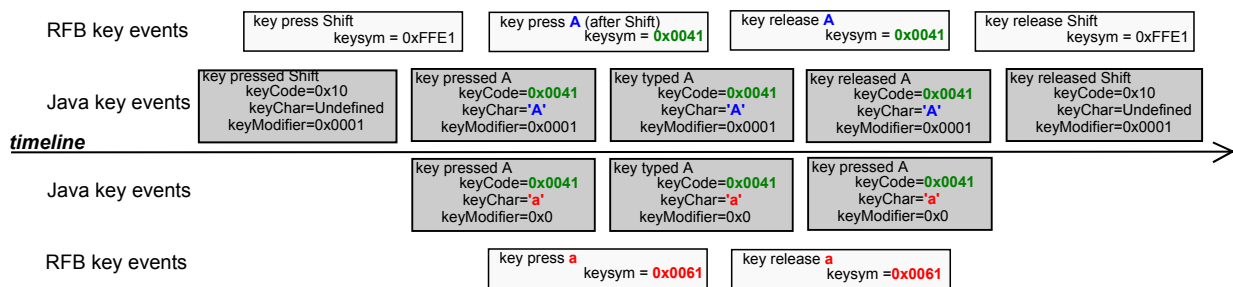 RFB key events
key press Shift
keysym = 0xFFE1
key press A (after Shift)
keysym = 0x0041
key release A
keysym = 0x0041
key release Shift
keysym = 0xFFE1
Java key events
key pressed Shift
keyCode=0x10
keyChar=Undefined
keyModifier=0x0001
key pressed A
keyCode=0x0041
keyChar='A'
keyModifier=0x0001
key typed A
keyCode=0x0041
keyChar='A'
keyModifier=0x0001
key released A
keyCode=0x0041
keyChar='A'
keyModifier=0x0001
key released Shift
keyCode=0x10
keyChar=Undefined
keyModifier=0x0001
timeline
Java key events
key pressed A
keyCode=0x0041
keyChar='a'
keyModifier=0x0
key typed A
keyCode=0x0041
keyChar='a'
keyModifier=0x0
key pressed A
keyCode=0x0041
keyChar='a'
keyModifier=0x0
RFB key events
key press a
keysym = 0x0061
key release a
keysym =0x0061